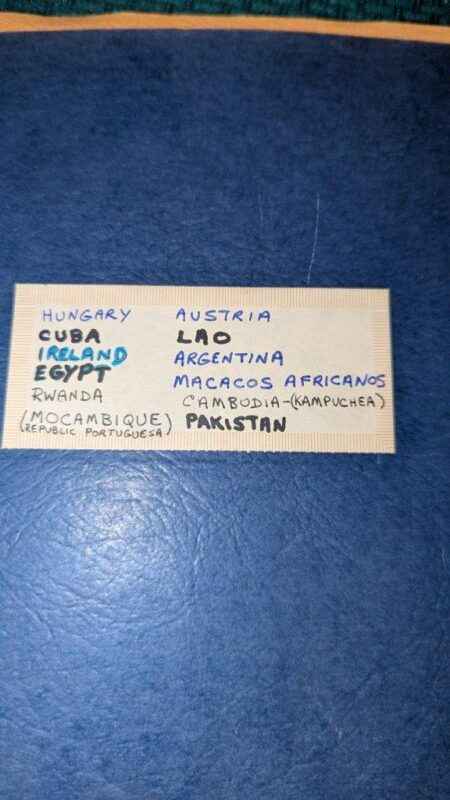 HUNGARY AUSTRIA
CUBA LAO
IRELAND ARGENTINA
EGYPT MACACOS AFRICANOS
RWANDA CAMBODIA-(KAMPUCHEA)
(MOCAMBIQUE) PAKISTAN
(REPUBLIC PORTUGUESA)